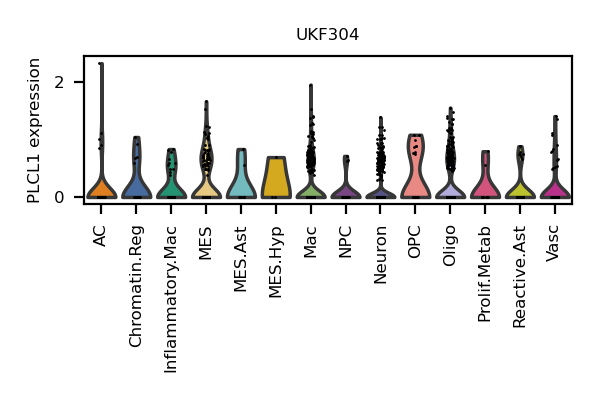 UKF304
PLCL1 expression
2
0
AC
Chromatin.Reg
Inflammatory.Mac
MES
MES.Ast
MES.Hyp
Mac
NPC
Neuron
OPC
Oligo
Prolif.Metab
Reactive.Ast
Vasc